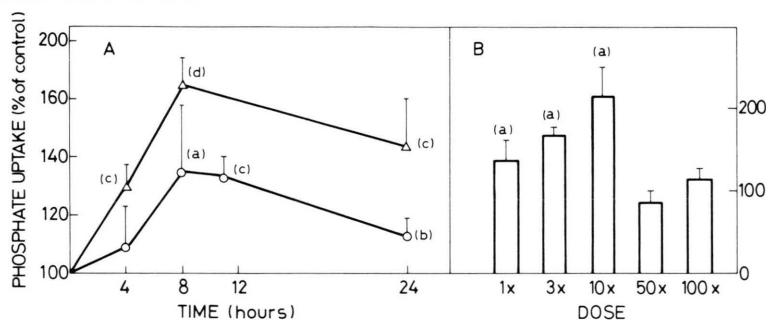 PHOSPHATE UPTAKE (% of control)
200
180
160
140
120
100
A
(c)
(d)
(a)
(c)
(c)
(b)
4
8
12
24
TIME (hours)
B
(a)
(a)
(a)
200
100
0
1x
3x
10x
50x
100x
DOSE